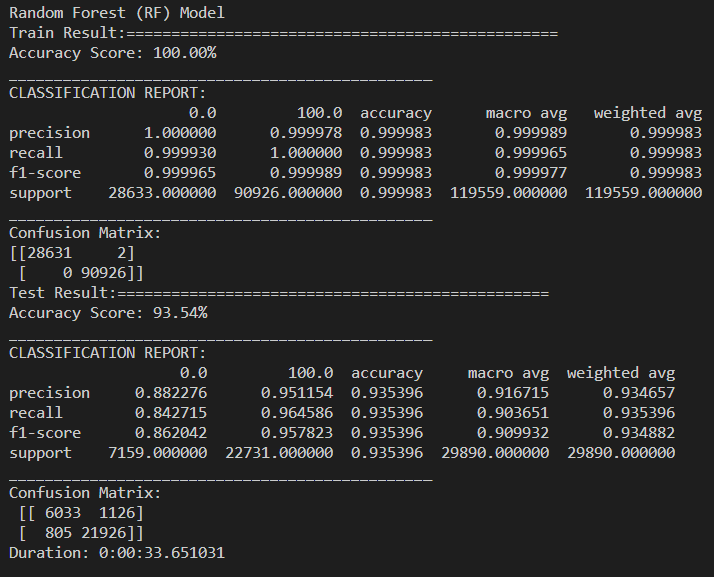 Random Forest (RF) Model
Train Result:================================================
Accuracy Score: 100.00%
_______________________________________________
CLASSIFICATION REPORT:
                    0.0         100.0  accuracy      macro avg   weighted avg
precision      1.000000      0.999978  0.999983       0.999989       0.999983
recall         0.999930      1.000000  0.999983       0.999965       0.999983
f1-score       0.999965      0.999989  0.999983       0.999977       0.999983
support    28633.000000  90926.000000  0.999983  119559.000000  119559.000000
_______________________________________________
Confusion Matrix:
[[28631     2]
 [    0 90926]]
Test Result:================================================
Accuracy Score: 93.54%
_______________________________________________
CLASSIFICATION REPORT:
                   0.0         100.0  accuracy     macro avg  weighted avg
precision     0.882276      0.951154  0.935396      0.916715      0.934657
recall        0.842715      0.964586  0.935396      0.903651      0.935396
f1-score      0.862042      0.957823  0.935396      0.909932      0.934882
support    7159.000000  22731.000000  0.935396  29890.000000  29890.000000
_______________________________________________
Confusion Matrix:
 [[ 6033  1126]
 [  805 21926]]
Duration: 0:00:33.651031